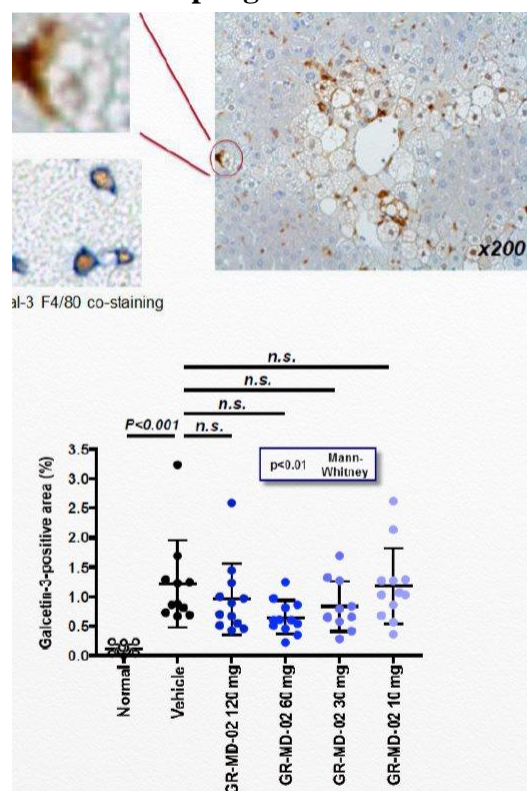 x200
al-3 F4/80 co-staining
n.s.
n.s.
n.s.
P<0.001 n.s.
p<0.01 Mann-Whitney
Galcetin-3-positive area (%)
3.5
3.0
2.5
2.0
1.5
1.0
0.5
0.0
Normal
Vehicle
GR-MD-02 120 mg
GR-MD-02 60 mg
GR-MD-02 30 mg
GR-MD-02 10 mg